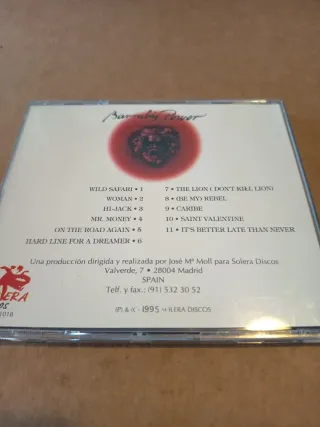 Barrabás Power
WILD SAFARI • 1
WOMAN • 2
HI-JACK • 3
MR. MONEY • 4
ON THE ROAD AGAIN • 5
HARD LINE FOR A DREAMER • 6
7 • THE LION ( DON'T KILL LION)
8 • (BE MY) REBEL
9 • CARIBE
10 • SAINT VALENTINE
11 • IT'S BETTER LATE THAN NEVER
Una producción dirigida y realizada por José Mª Moll para Solera Discos
Valverde, 7 • 28004 Madrid
SPAIN
Telf. y fax.: (91) 532 30 52
1995